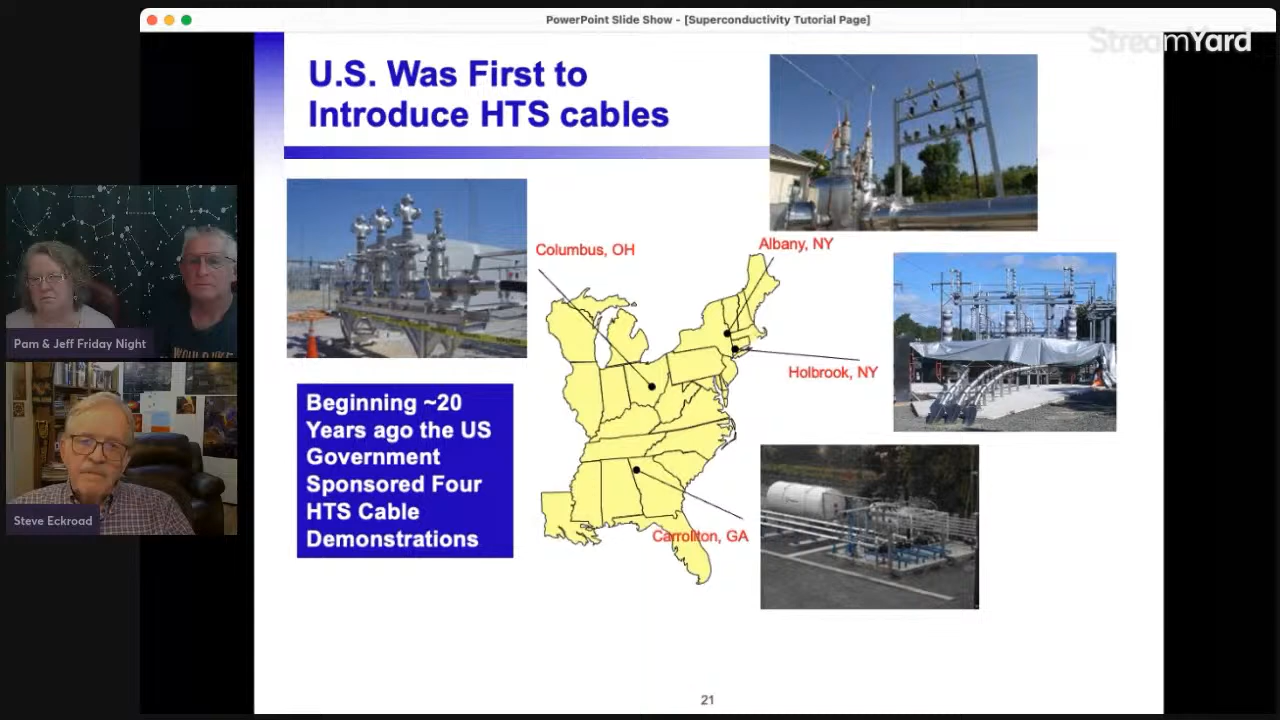 PowerPoint Slide Show - [Superconductivity Tutorial Page]
StreamYard
U.S. Was First to
Introduce HTS cables
Columbus, OH
Albany, NY
Holbrook, NY
Carrollton, GA
Beginning ~20
Years ago the US
Government
Sponsored Four
HTS Cable
Demonstrations
21
Pam & Jeff Friday Night
Steve Eckroad